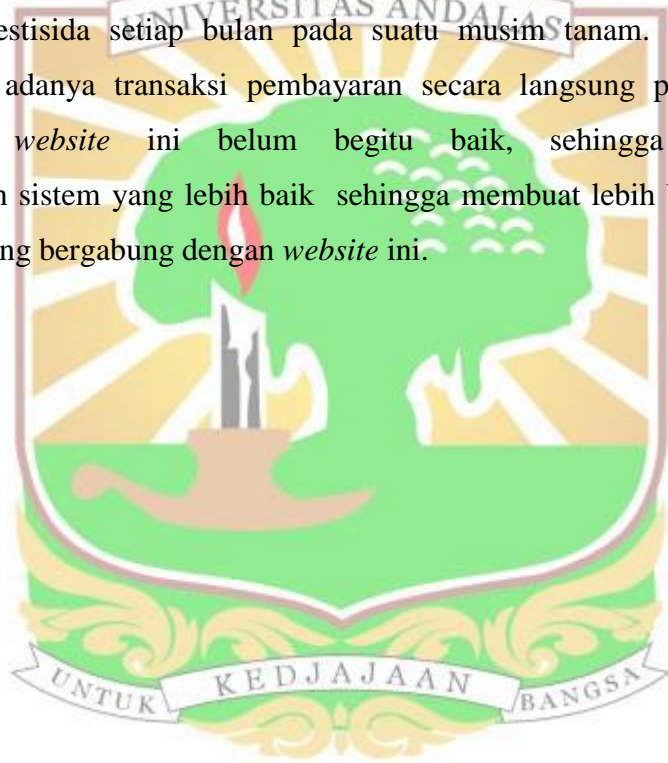 UNIVERSITAS ANDALAS
estisida setiap bulan pada suatu musim tanam.
adanya transaksi pembayaran secara langsung p
website ini belum begitu baik, sehingga
n sistem yang lebih baik sehingga membuat lebih
ng bergabung dengan website ini.
UNTUK KEDJAJAAN BANGSA